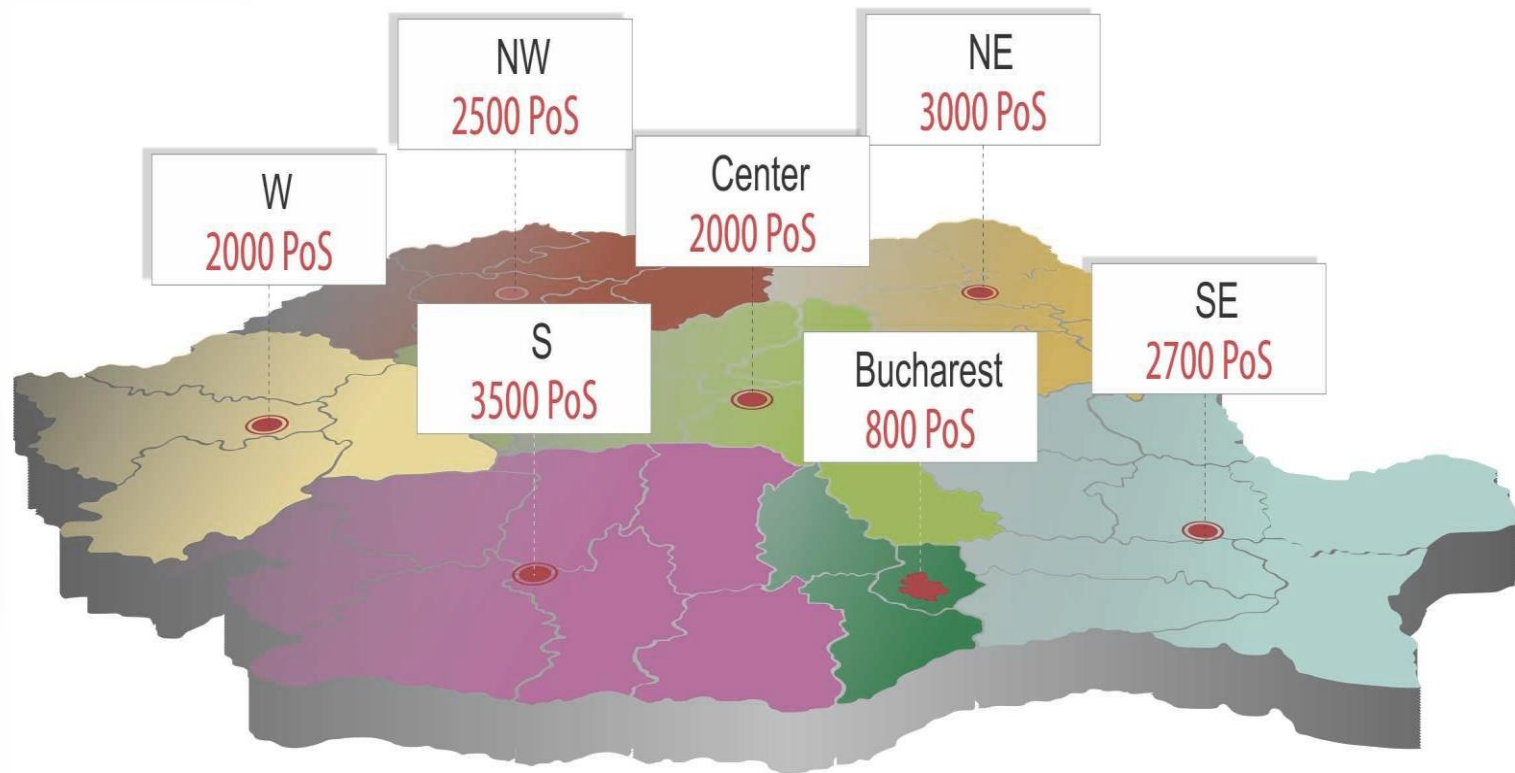 NW
2500 PoS
NE
3000 PoS
W
2000 PoS
Center
2000 PoS
S
3500 PoS
Bucharest
800 PoS
SE
2700 PoS